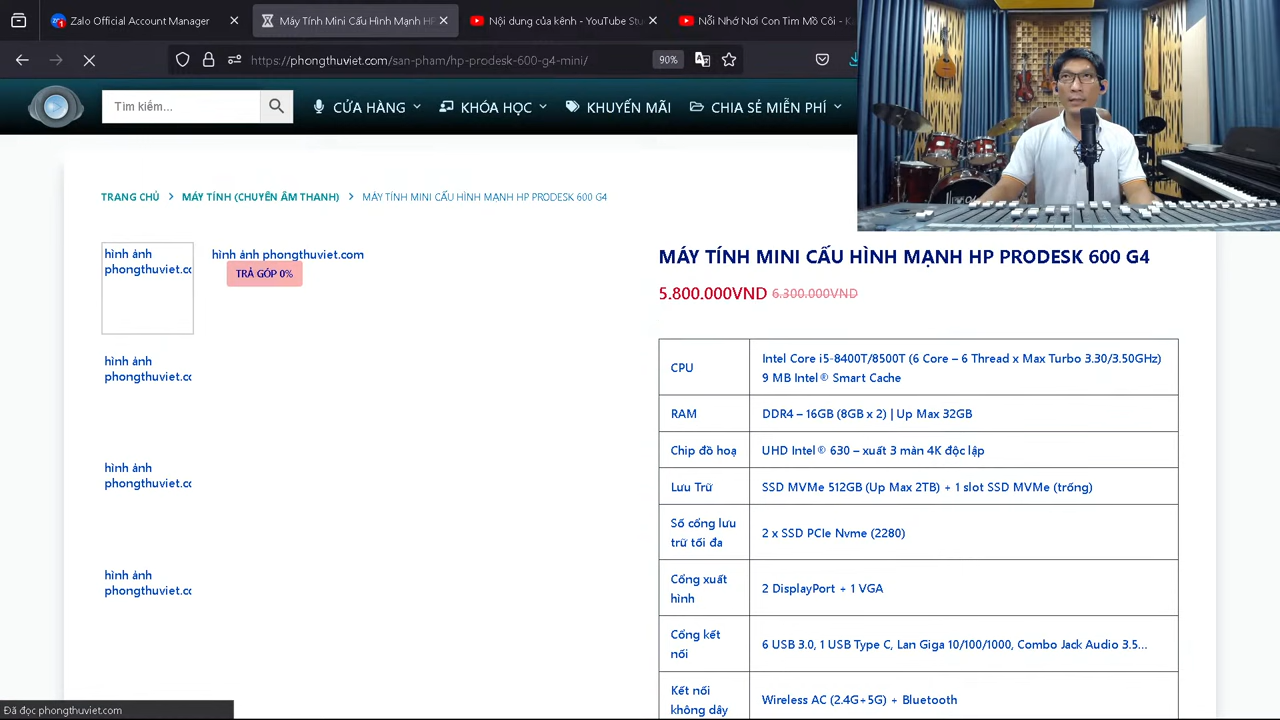 Zalo Official Account Manager
Máy Tính Mini Cấu Hình Mạnh HP
Nội dung của kênh - YouTube Stu
Nỗi Nhớ Nơi Con Tim Mồ Côi - K
https://phongthuviet.com/san-pham/hp-prodesk-600-g4-mini/
90%
Tìm kiếm...
CỬA HÀNG
KHÓA HỌC
KHUYẾN MÃI
CHIA SẺ MIỄN PHÍ
TRANG CHỦ > MÁY TÍNH (CHUYÊN ÂM THANH) > MÁY TÍNH MINI CẤU HÌNH MẠNH HP PRODESK 600 G4
hình ảnh
phongthuviet.cc
hình ảnh phongthuviet.com
TRẢ GÓP 0%
hình ảnh
phongthuviet.cc
hình ảnh
phongthuviet.cc
hình ảnh
phongthuviet.cc
MÁY TÍNH MINI CẤU HÌNH MẠNH HP PRODESK 600 G4
5.800.000VND 6.300.000VND
CPU
Intel Core i5-8400T/8500T (6 Core – 6 Thread x Max Turbo 3.30/3.50GHz)
9 MB Intel® Smart Cache
RAM
DDR4 – 16GB (8GB x 2) | Up Max 32GB
Chip đồ hoạ
UHD Intel® 630 – xuất 3 màn 4K độc lập
Lưu Trữ
SSD MVMe 512GB (Up Max 2TB) + 1 slot SSD MVMe (trống)
Số cổng lưu
trữ tối đa
2 x SSD PCIe Nvme (2280)
Cổng xuất
hình
2 DisplayPort + 1 VGA
Cổng kết
nối
6 USB 3.0, 1 USB Type C, Lan Giga 10/100/1000, Combo Jack Audio 3.5…
Kết nối
không dây
Wireless AC (2.4G+5G) + Bluetooth
Đã đọc phongthuviet.com